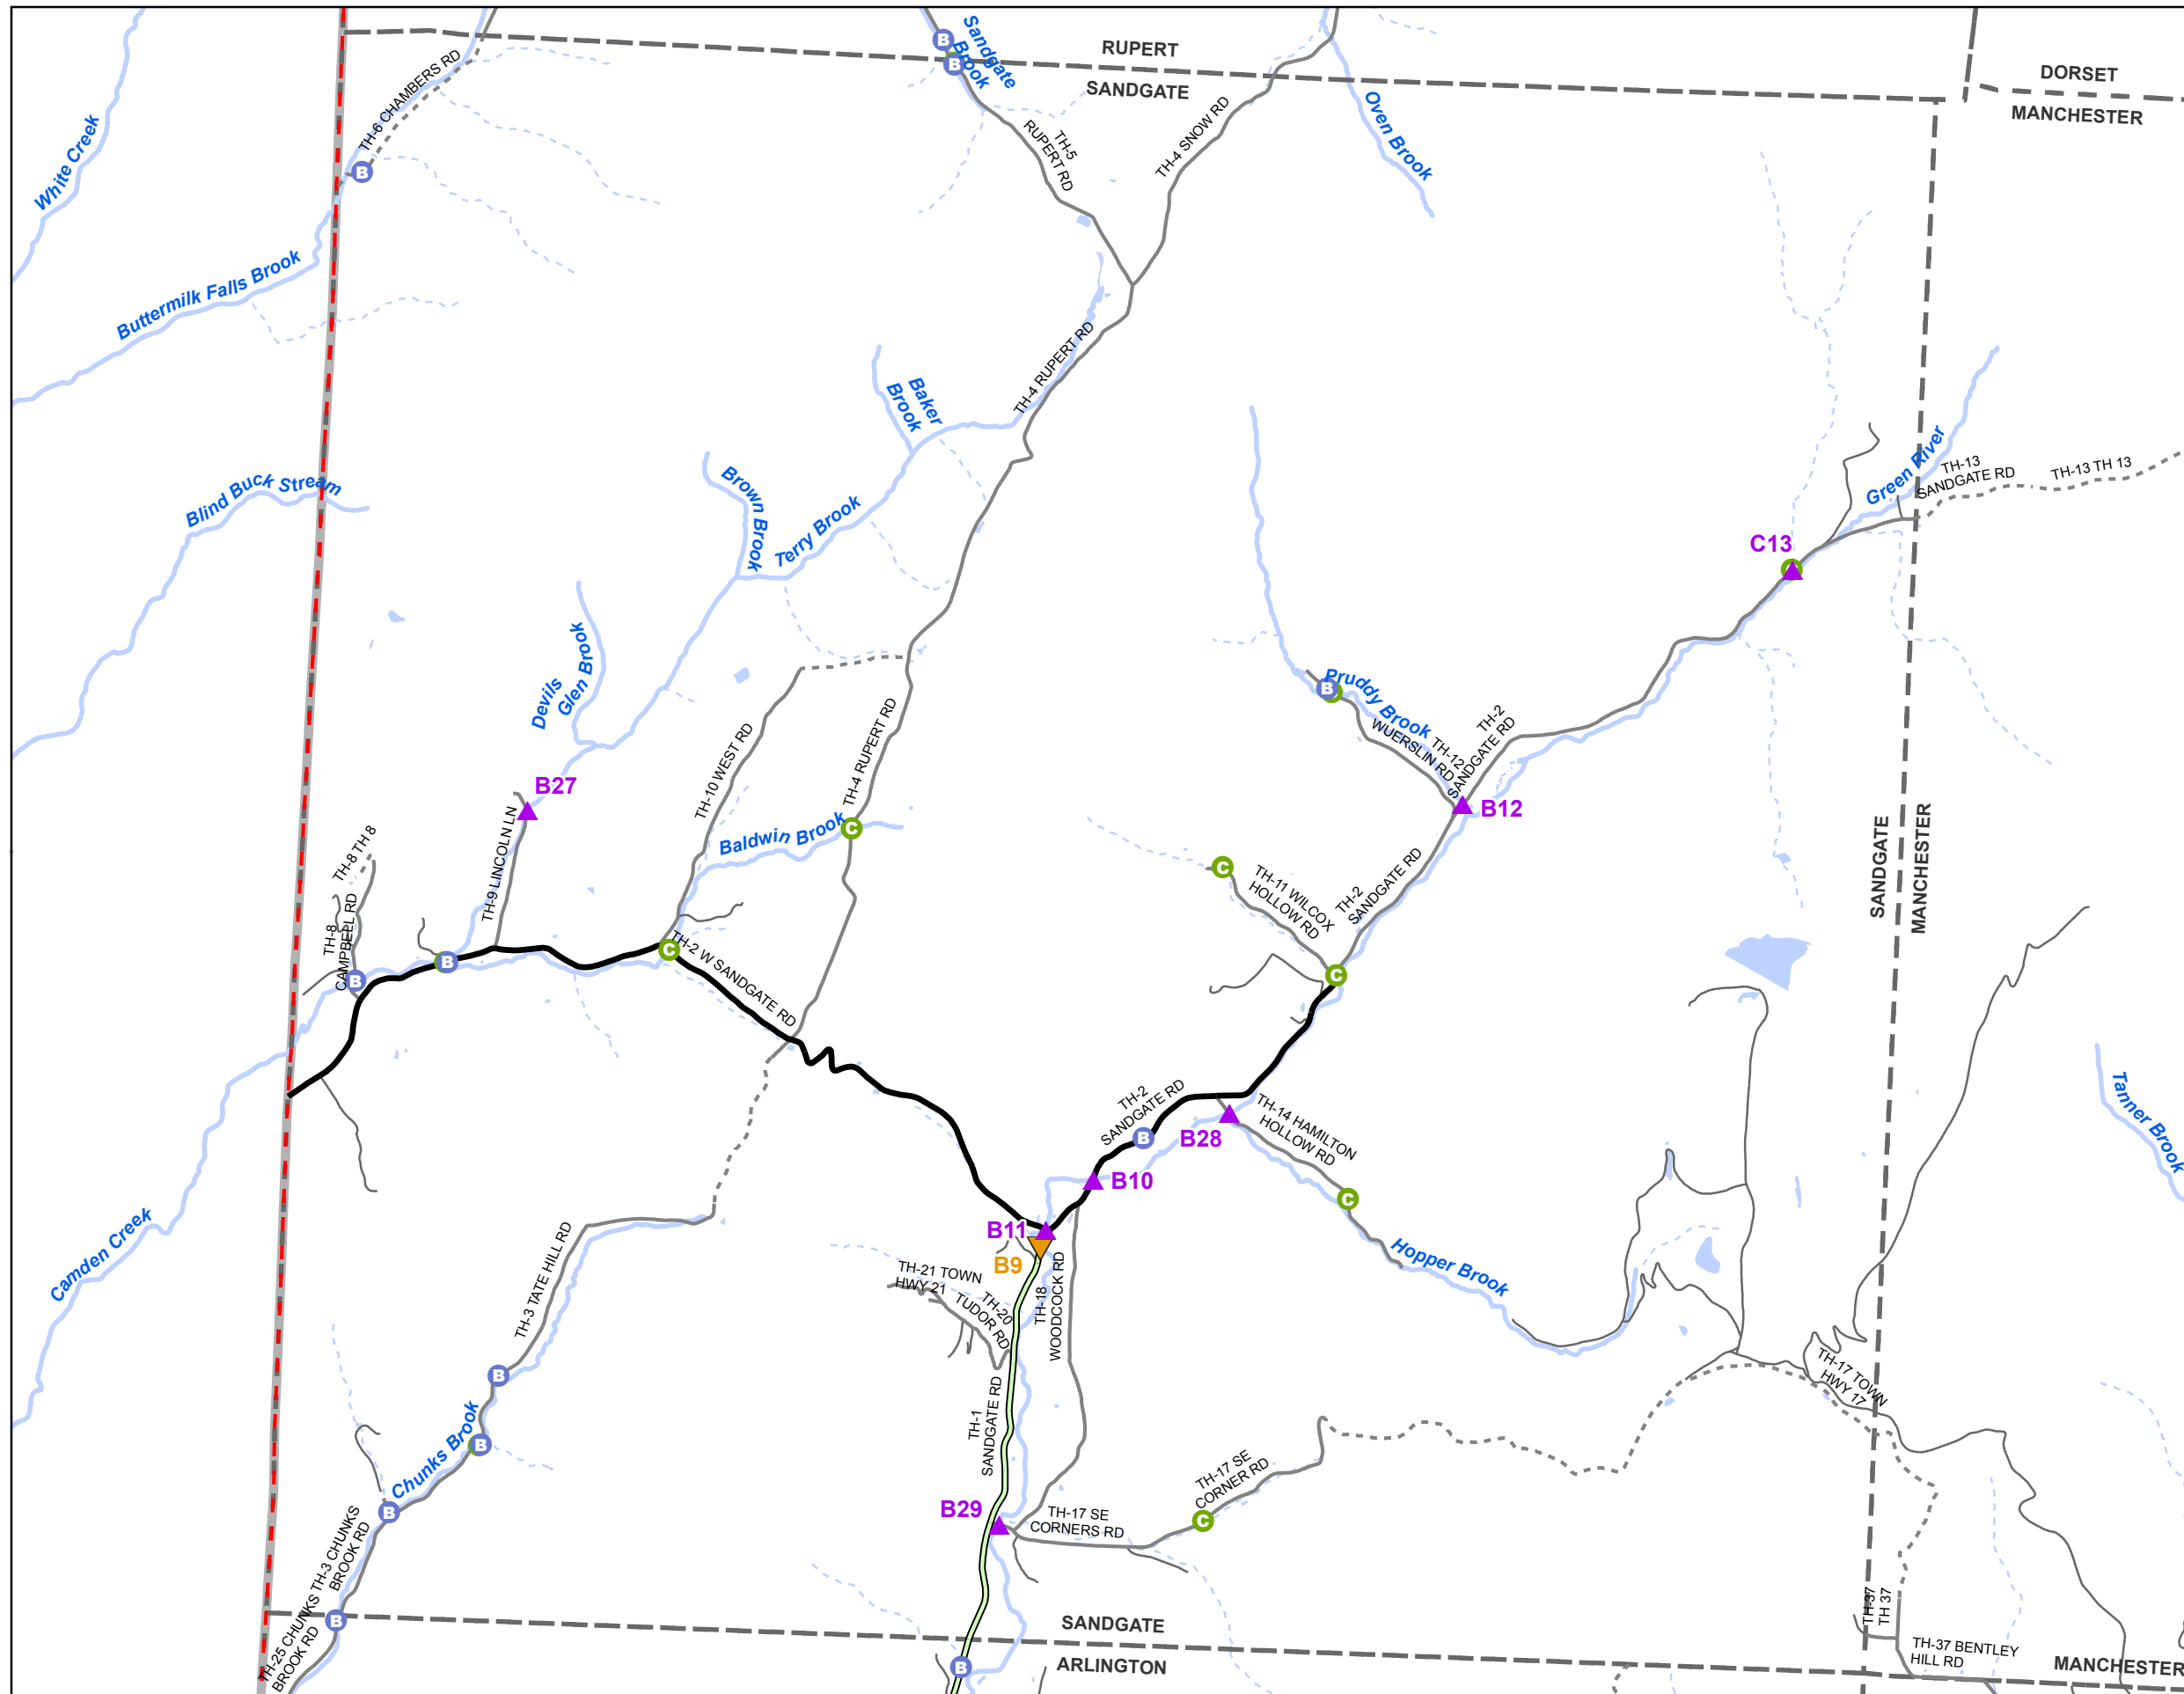 RUPERT
SANDGATE
DORSET
MANCHESTER
Sandgate
Brook
B
B
TH-6 CHAMBERS RD
B
White Creek
TH-5
RUPERT RD
TH-4 SNOW RD
Oven Brook
Buttermilk Falls Brook
TH-4 RUPERT RD
Baker
Brook
Blind Buck Stream
Brown Brook
Terry Brook
Green River
TH-13
SANDGATE RD
TH-13 TH 13
C13
Devils
Glen Brook
Pruddy Brook
B
TH-12
WUERSLIN RD
TH-2
SANDGATE RD
B12
B27
TH-10 WEST RD
TH-4 RUPERT RD
Baldwin Brook
C
TH-9 LINCOLN LN
TH-8 TH 8
TH-8
CAMPBELL RD
B
B
C
TH-2 W SANDGATE RD
C
TH-11 WILCOX
HOLLOW RD
TH-2
SANDGATE RD
C
SANDGATE
MANCHESTER
TH-2
SANDGATE RD
B
B28
TH-14 HAMILTON
HOLLOW RD
C
B10
B11
B9
Hopper Brook
Tanner Brook
Camden Creek
TH-3 TATE HILL RD
TH-21 TOWN
HWY 21
TH-20
TUDOR RD
TH-18
WOODCOCK RD
B
Chunks Brook
B
B
TH-1
SANDGATE RD
TH-17 TOWN
HWY 17
TH-17 SE
CORNER RD
C
B29
TH-17 SE
CORNERS RD
TH-3 CHUNKS
BROOK RD
B
TH-25 CHUNKS
BROOK RD
SANDGATE
ARLINGTON
B
TH-37
TH 37
TH-37 BENTLEY
HILL RD
MANCHESTER